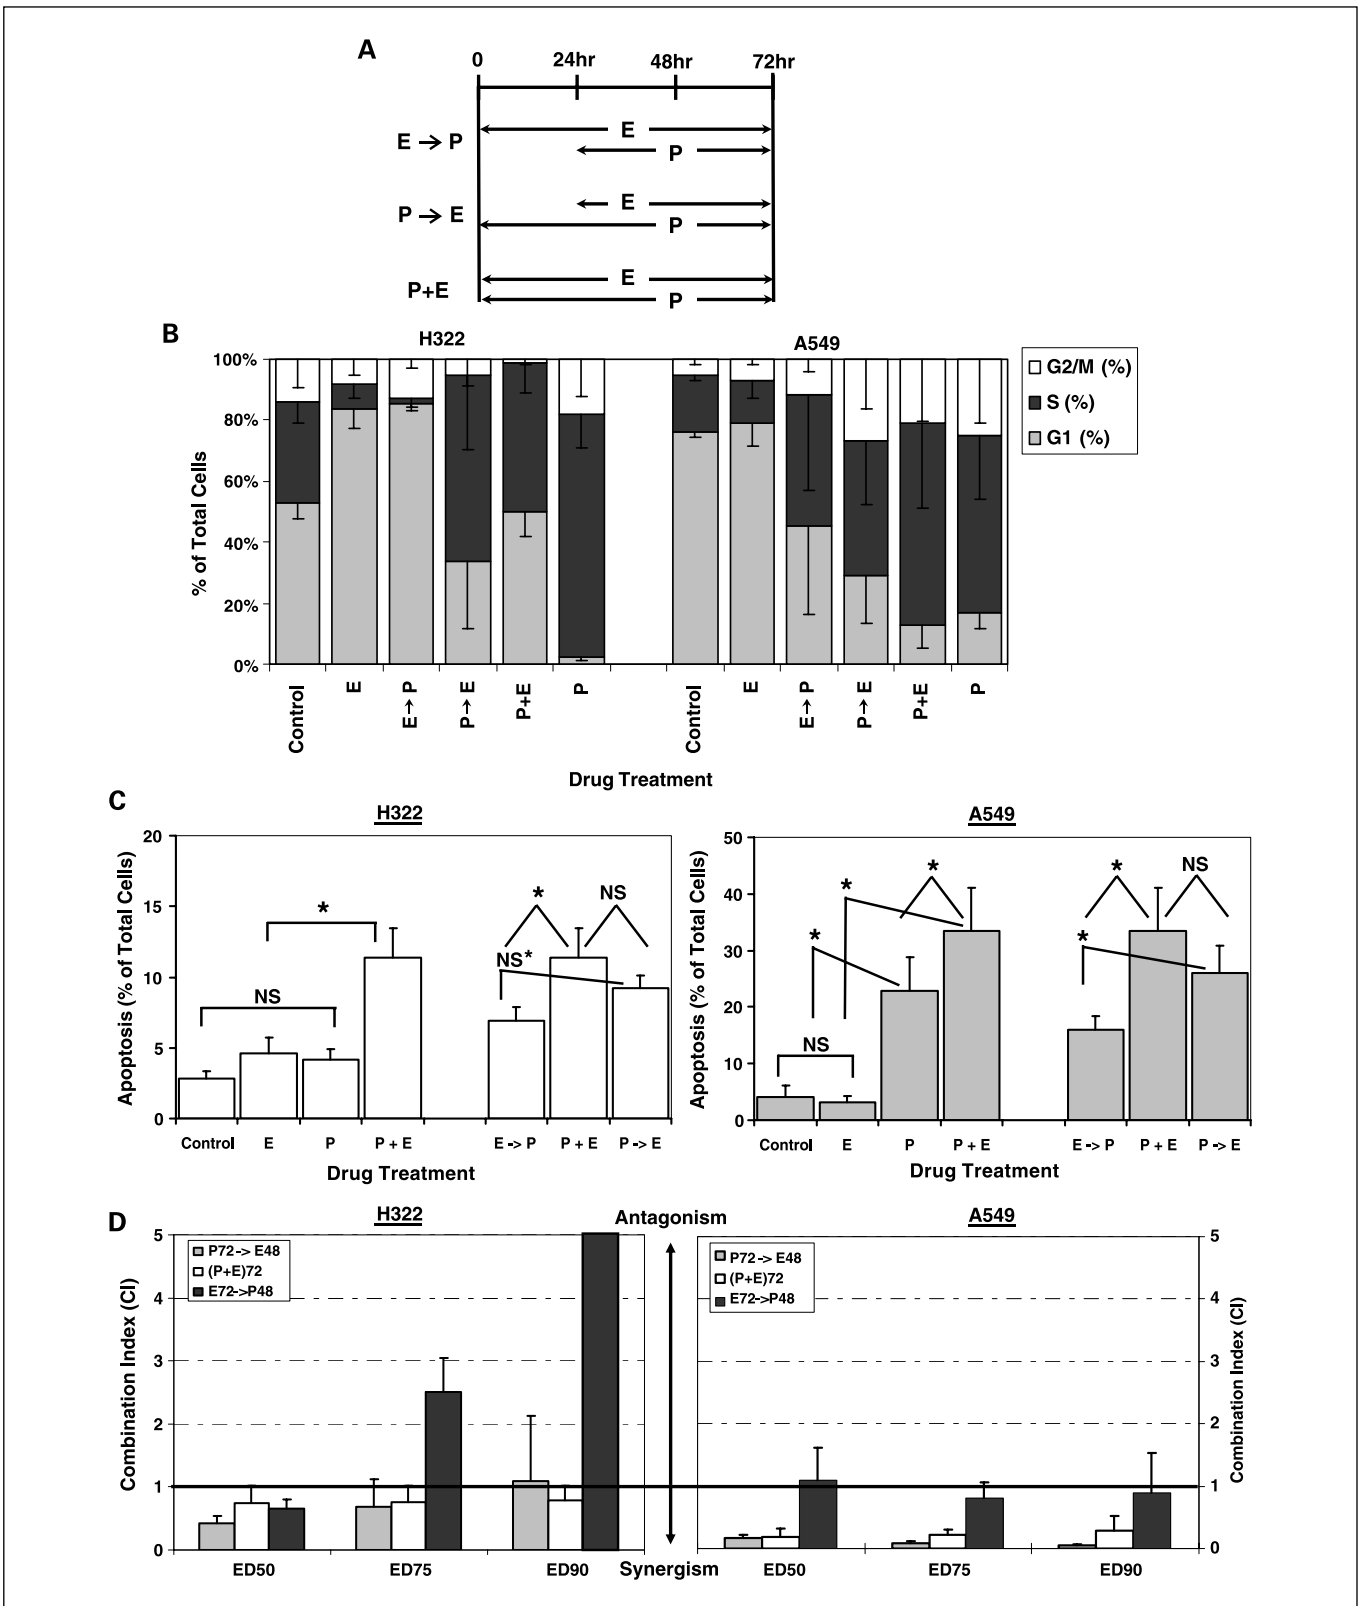 A
0 24hr 48hr 72hr
E → P
E
P
P → E
E
P
P+E
E
P
B
H322
A549
100%
80%
60%
40%
20%
0%
% of Total Cells
G2/M (%)
S (%)
G1 (%)
Control E E→P P→E P+E P
Control E E→P P→E P+E P
Drug Treatment
C
H322
20
15
10
5
0
Apoptosis (% of Total Cells)
NS
*
NS*
*
NS
Control E P P + E E -> P P + E P -> E
Drug Treatment
A549
50
40
30
20
10
0
Apoptosis (% of Total Cells)
NS
*
*
*
*
*
NS
Control E P P + E E -> P P + E P -> E
Drug Treatment
D
H322
5
4
3
2
1
0
Combination Index (CI)
P72-> E48
(P+E)72
E72->P48
ED50 ED75 ED90
Antagonism
Synergism
A549
P72-> E48
(P+E)72
E72->P48
5
4
3
2
1
0
Combination Index (CI)
ED50 ED75 ED90